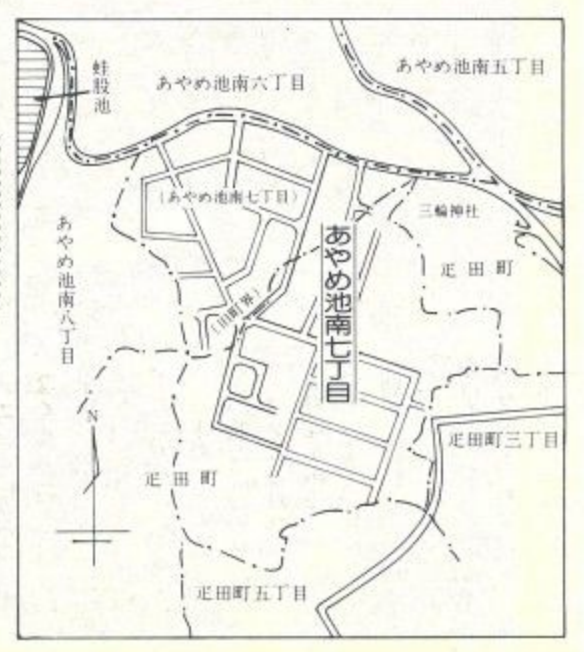 蛙股池
あやめ池南六丁目
あやめ池南五丁目
(あやめ池南七丁目)
三輪神社
あやめ池南八丁目
あやめ池南七丁目
疋田町
(旧町界)
N
疋田町三丁目
疋田町
疋田町五丁目